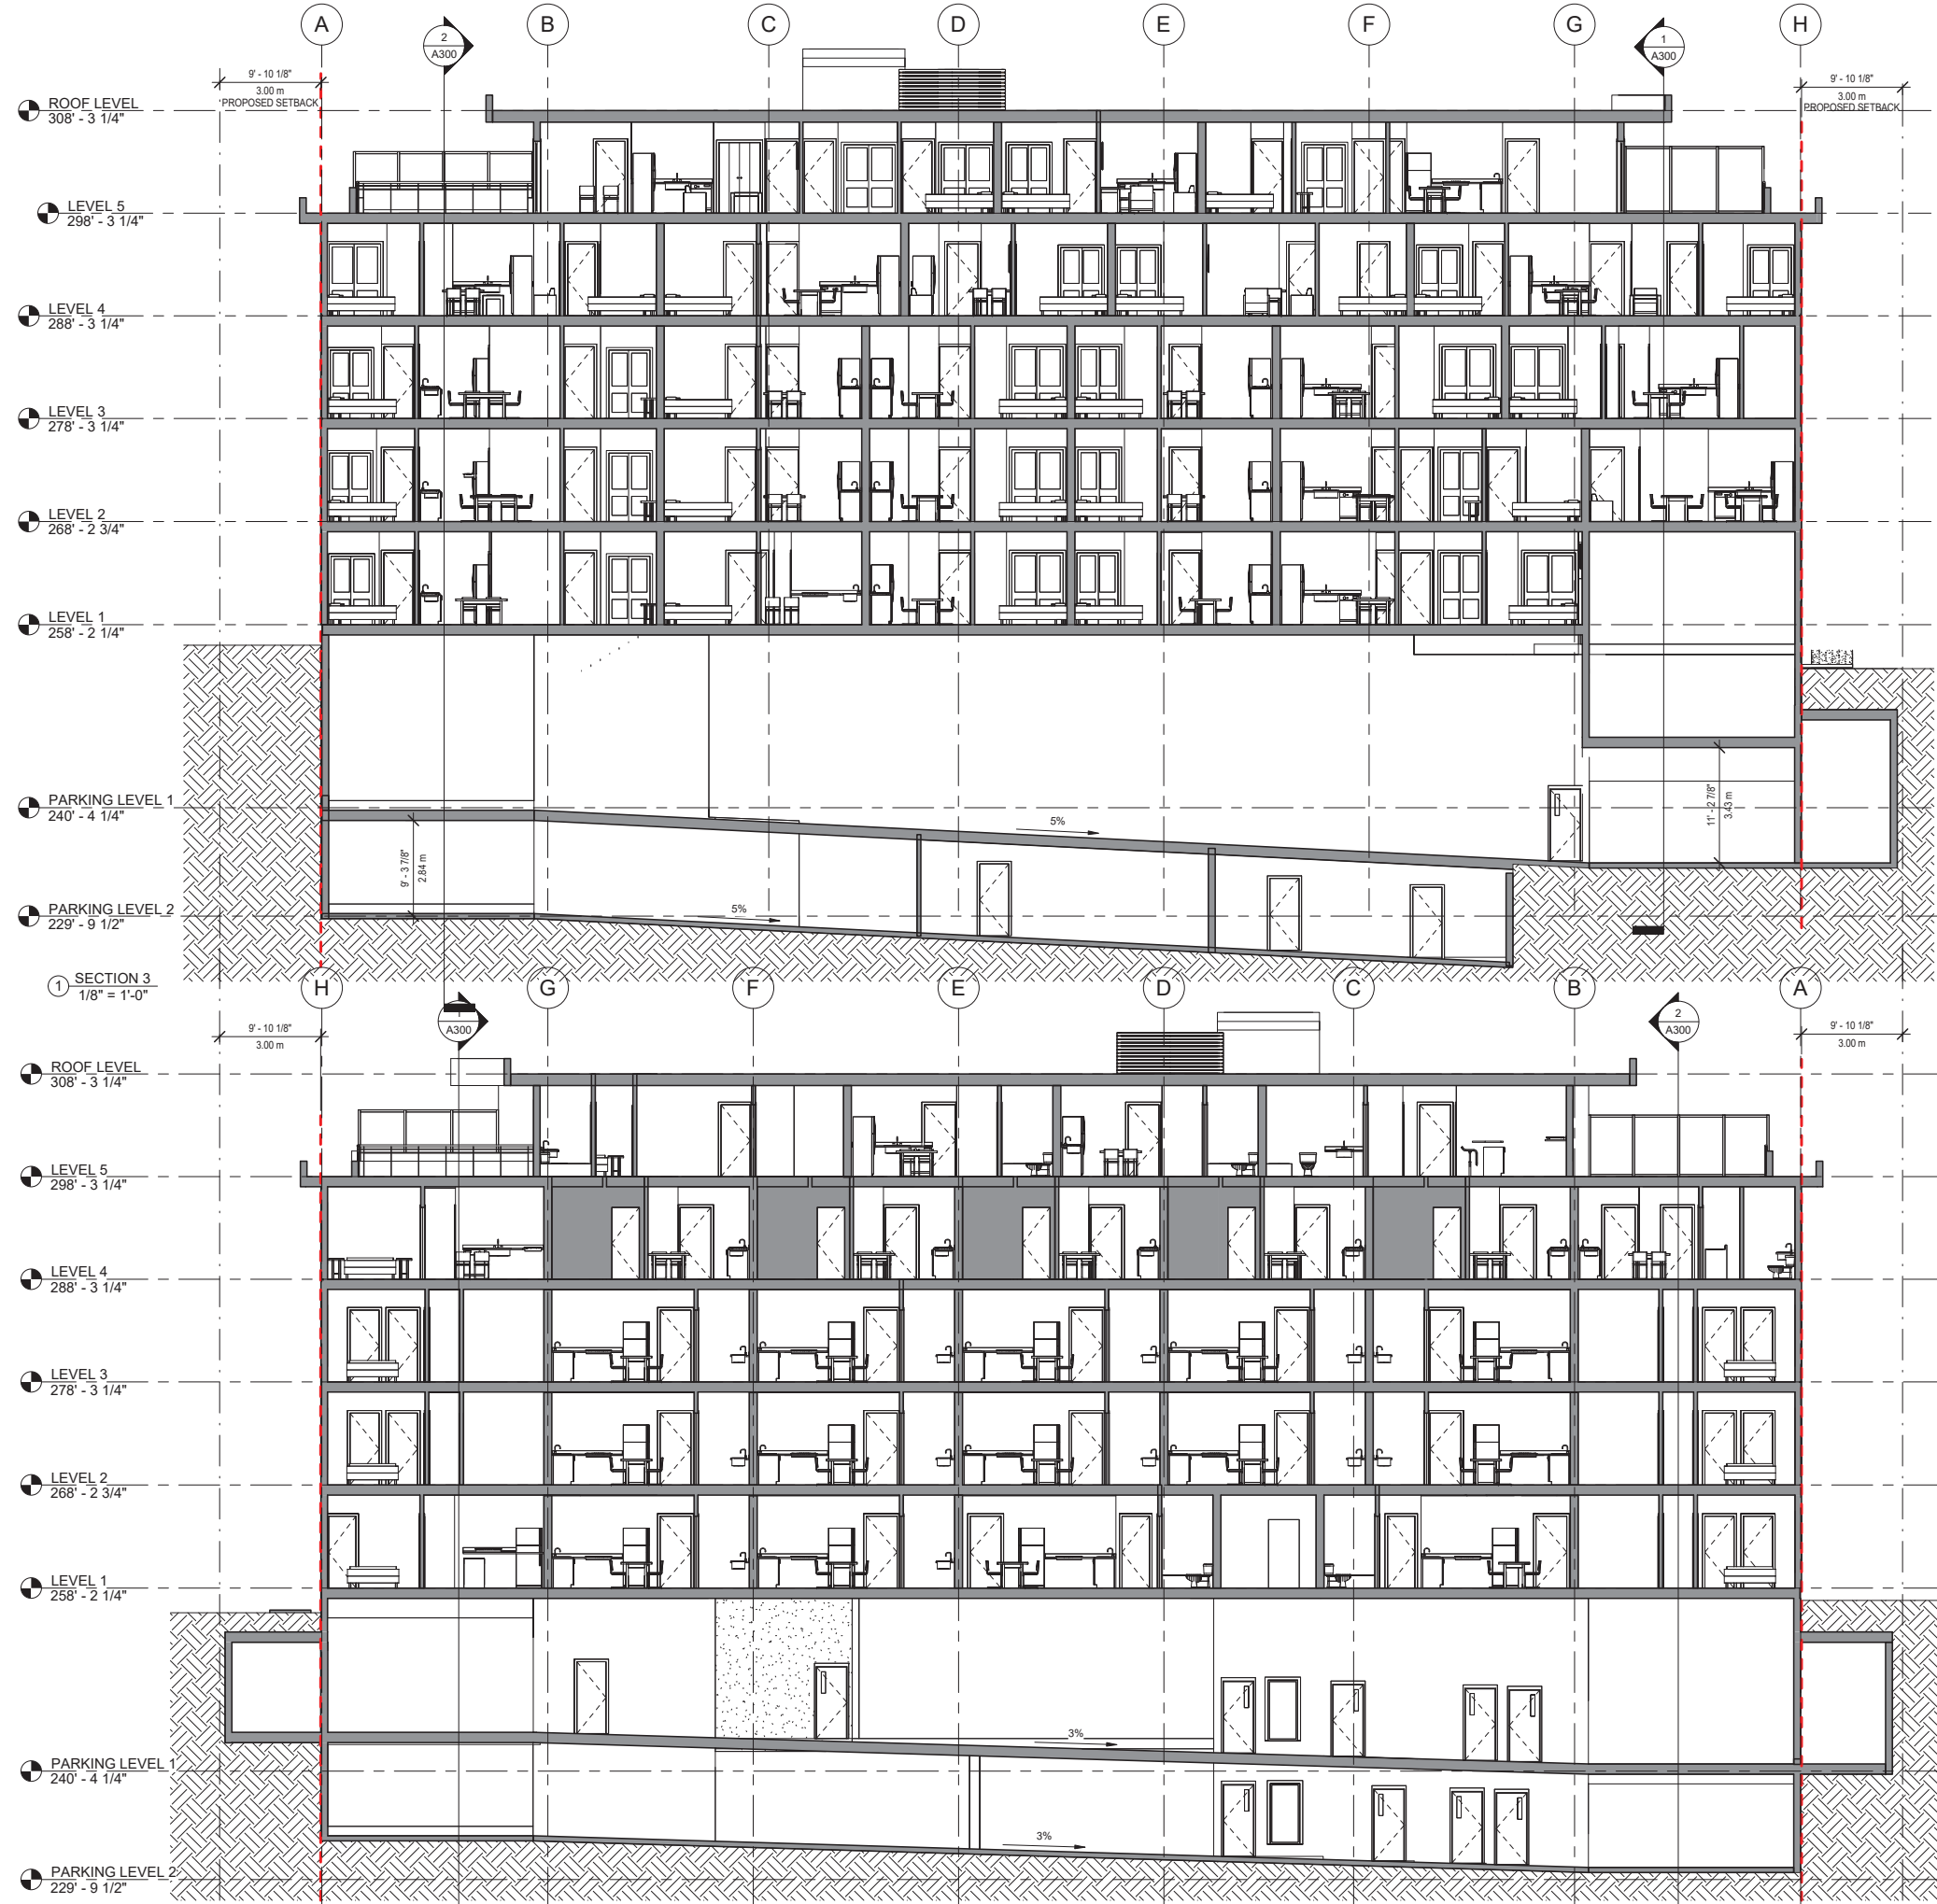 A B C D E F G H
2
A300
1
A300
9' - 10 1/8"
3.00 m
PROPOSED SETBACK
9' - 10 1/8"
3.00 m
PROPOSED SETBACK
ROOF LEVEL
308' - 3 1/4"
LEVEL 5
298' - 3 1/4"
LEVEL 4
288' - 3 1/4"
LEVEL 3
278' - 3 1/4"
LEVEL 2
268' - 2 3/4"
LEVEL 1
258' - 2 1/4"
PARKING LEVEL 1
240' - 4 1/4"
5%
11' - 2 7/8"
3.43 m
9' - 3 7/8"
2.84 m
PARKING LEVEL 2
229' - 9 1/2"
5%
1 SECTION 3
1/8" = 1'-0"
H G F E D C B A
1
A300
2
A300
9' - 10 1/8"
3.00 m
9' - 10 1/8"
3.00 m
ROOF LEVEL
308' - 3 1/4"
LEVEL 5
298' - 3 1/4"
LEVEL 4
288' - 3 1/4"
LEVEL 3
278' - 3 1/4"
LEVEL 2
268' - 2 3/4"
LEVEL 1
258' - 2 1/4"
3%
PARKING LEVEL 1
240' - 4 1/4"
3%
PARKING LEVEL 2
229' - 9 1/2"